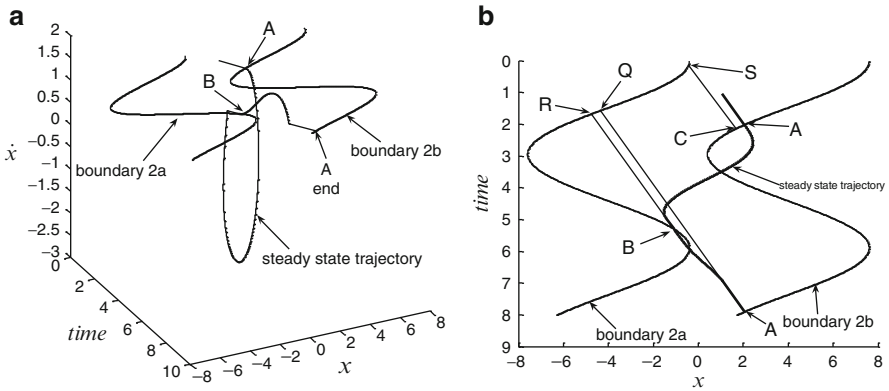 a
2
1.5
1
0.5
0
−0.5
−1
−1.5
−2
−2.5
−3
ẋ
0
2
4
6
8
10
time
−8
−6
−4
−2
0
2
4
6
8
x
A
B
boundary 2a
boundary 2b
A
end
steady state trajectory
b
0
1
2
3
4
5
6
7
8
9
time
−8
−6
−4
−2
0
2
4
6
8
x
Q
R
S
C
A
steady state trajectory
B
boundary 2a
boundary 2b
A